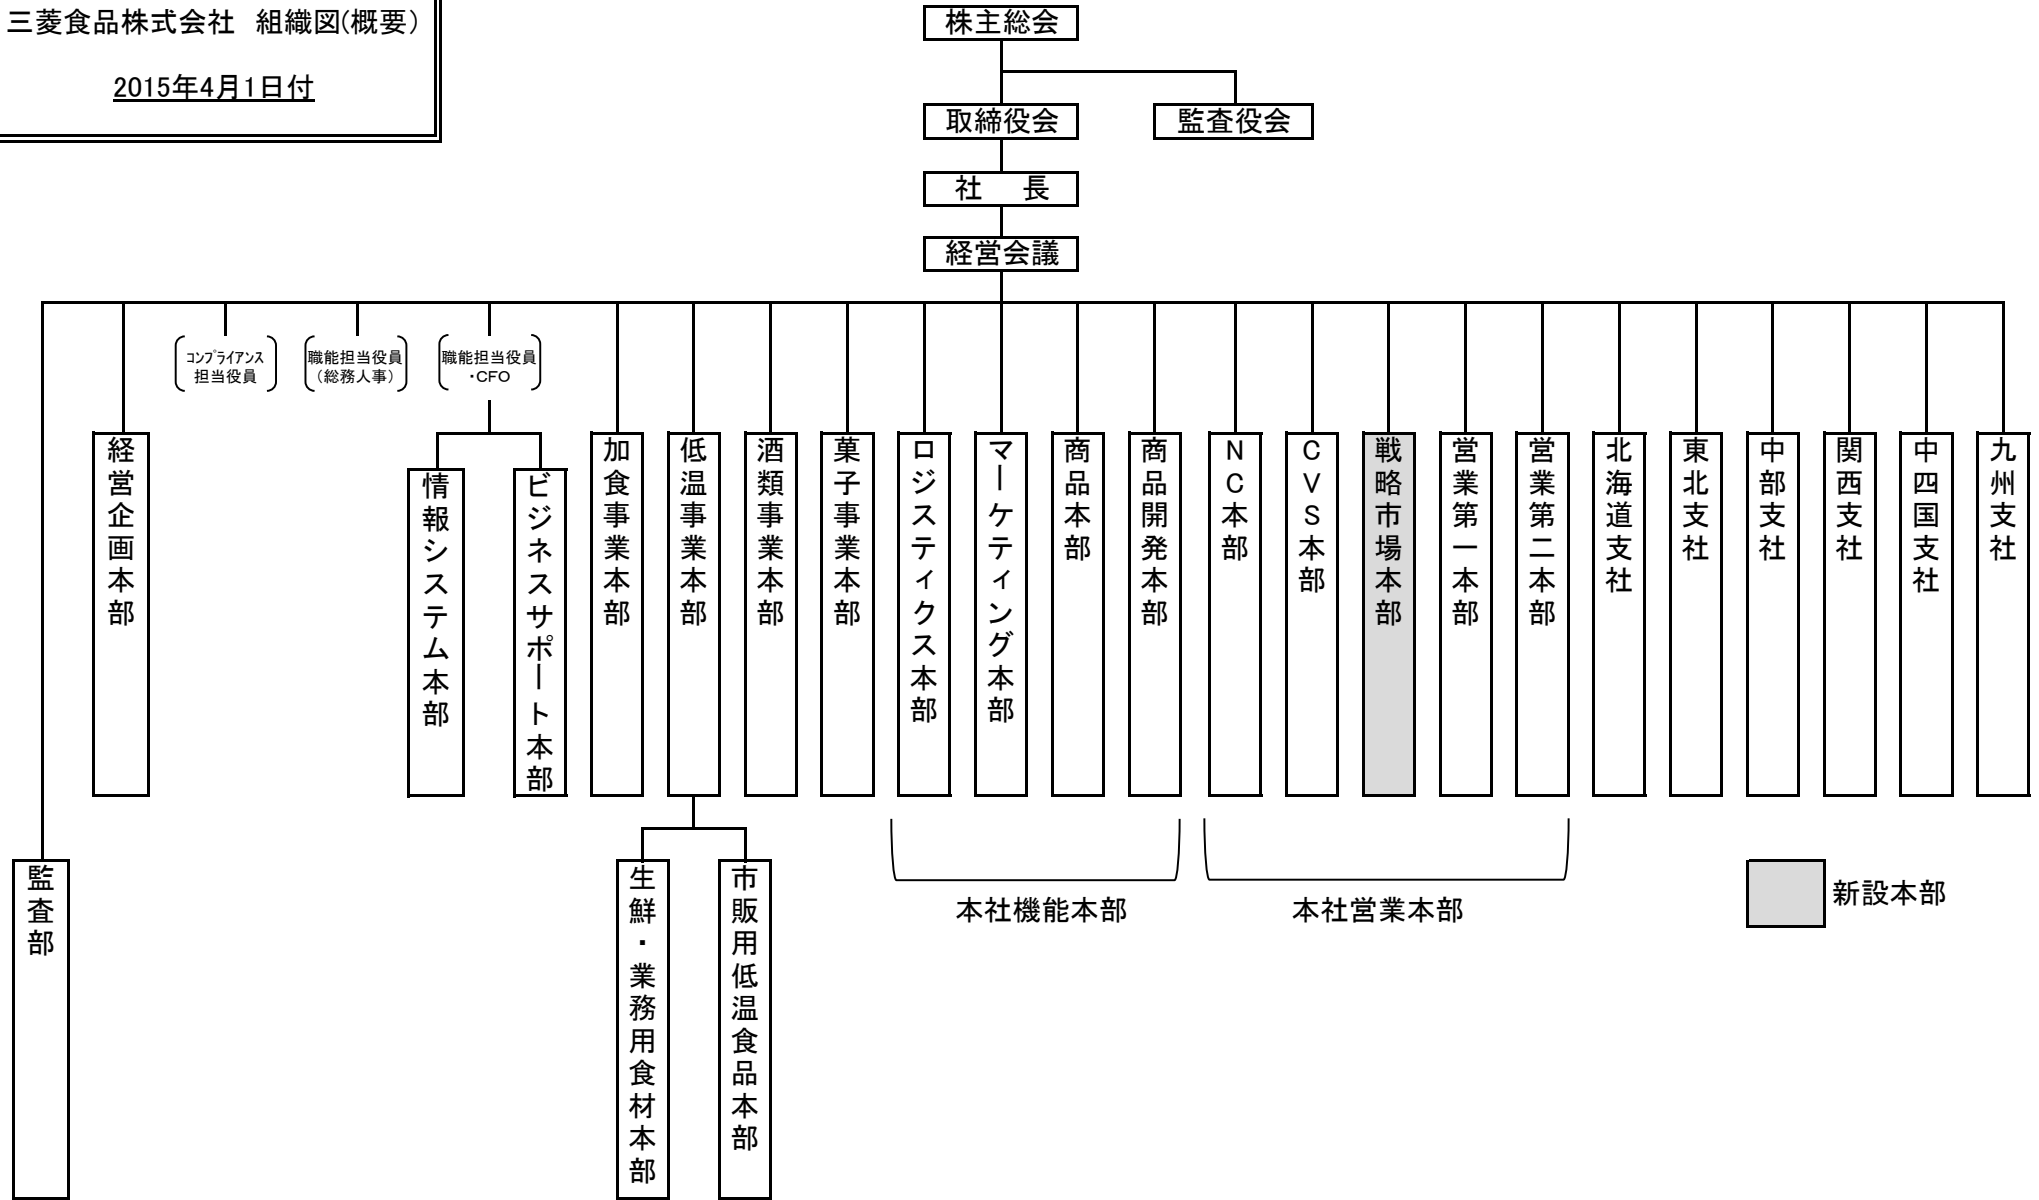 三菱食品株式会社　組織図(概要)
2015年4月1日付
株主総会
取締役会
監査役会
社　長
経営会議
コンプライアンス
担当役員
職能担当役員
（総務人事）
職能担当役員
・CFO
経営企画本部
情報システム本部
ビジネスサポート本部
加食事業本部
低温事業本部
酒類事業本部
菓子事業本部
ロジスティクス本部
マーケティング本部
商品本部
商品開発本部
NC本部
CVS本部
戦略市場本部
営業第一本部
営業第二本部
北海道支社
東北支社
中部支社
関西支社
中四国支社
九州支社
監査部
生鮮・業務用食材本部
市販用低温食品本部
本社機能本部
本社営業本部
新設本部